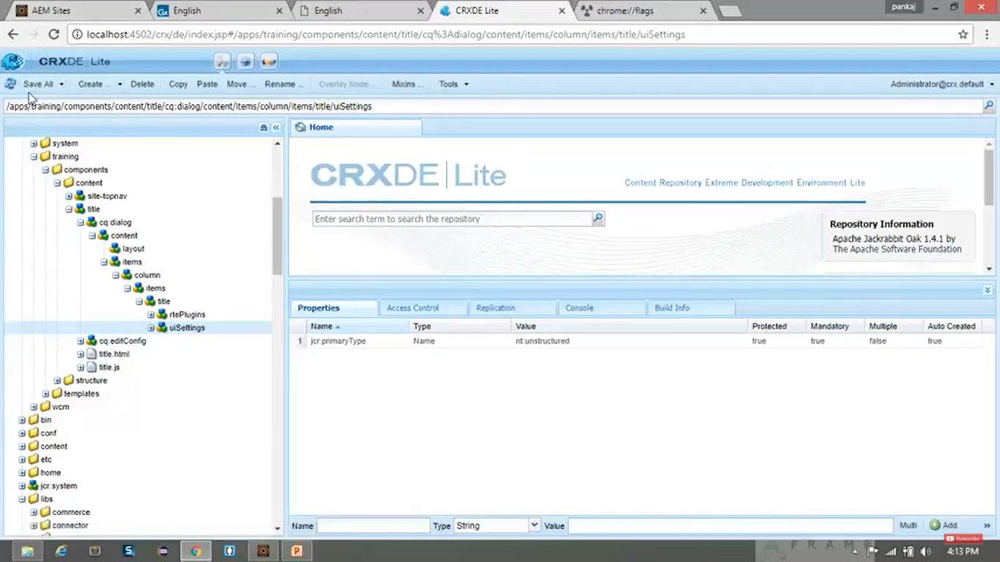 AEM Sites
English
English
CRXDE Lite
chrome://flags
pankaj
localhost:4502/crx/de/index.jsp#/apps/training/components/content/title/cq%3Adialog/content/items/column/items/title/uiSettings
CRXDE Lite
Save All Create ... Delete Copy Paste Move ... Rename ... Overlay Node ... Mixins ... Tools Administrator@crx.default
/apps/training/components/content/title/cq:dialog/content/items/column/items/title/uiSettings
system
training
components
content
site-topnav
title
cq:dialog
content
layout
items
column
items
title
rtePlugins
uiSettings
cq:editConfig
title.html
title.js
structure
templates
wcm
bin
conf
content
etc
home
jcr:system
libs
commerce
connector
Home
CRXDE Lite
Content Repository Extreme Development Environment Lite
Enter search term to search the repository
Repository Information
Apache Jackrabbit Oak 1.4.1 by
The Apache Software Foundation
Properties Access Control Replication Console Build Info
Name Type Value Protected Mandatory Multiple Auto Created
1 jcr:primaryType Name nt:unstructured true true false true
Name Type String Value Multi Add
Subscribe
A FRAME
4:13 PM